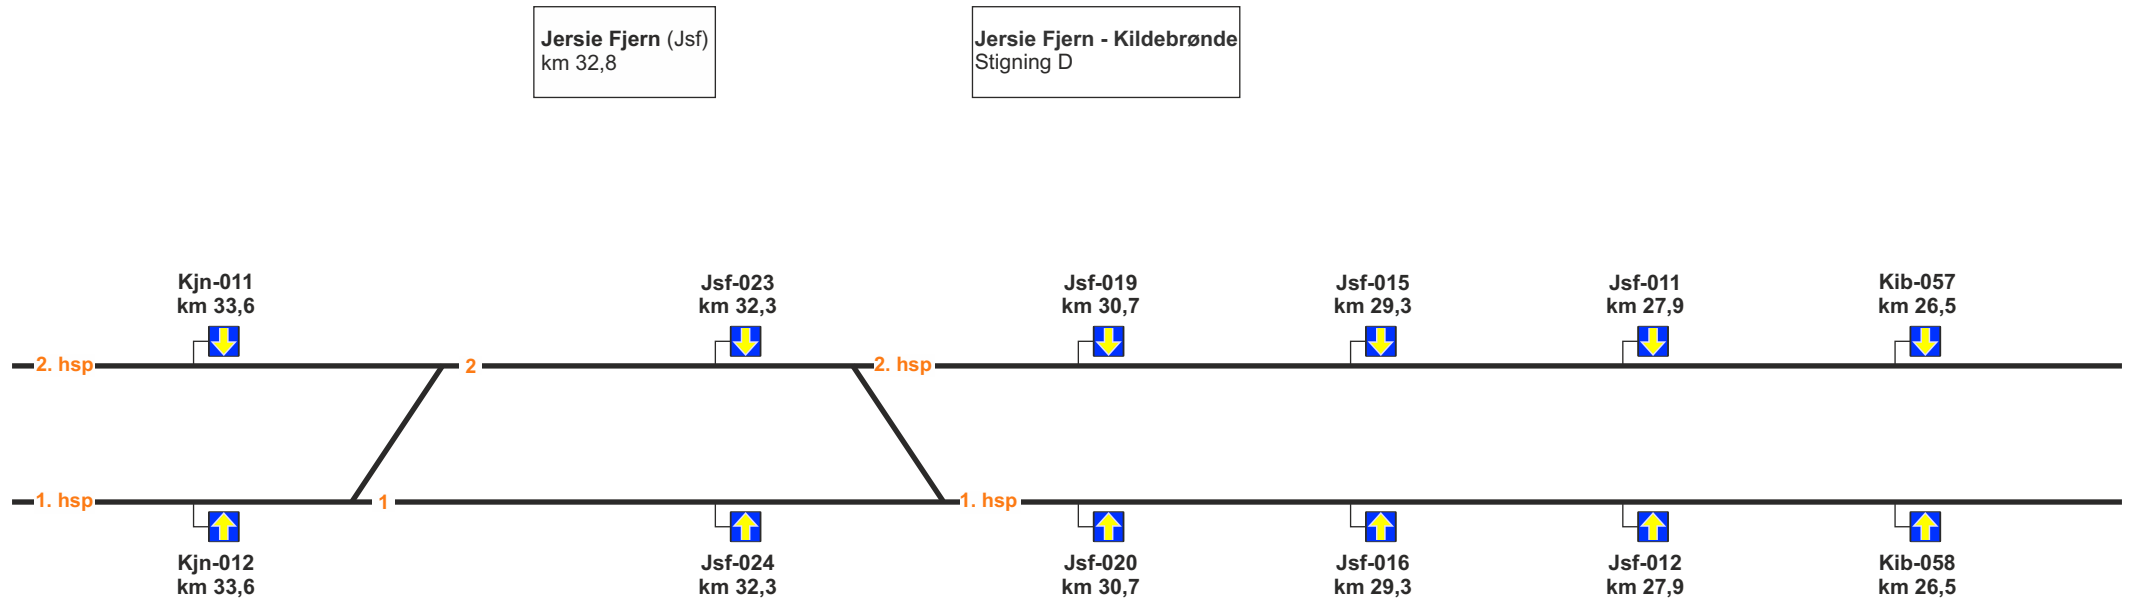 Jersie Fjern (Jsf)
km 32,8
Jersie Fjern - Kildebrønde
Stigning D
Kjn-011
km 33,6
Jsf-023
km 32,3
Jsf-019
km 30,7
Jsf-015
km 29,3
Jsf-011
km 27,9
Kib-057
km 26,5
2. hsp
2
2. hsp
1. hsp
1
1. hsp
Kjn-012
km 33,6
Jsf-024
km 32,3
Jsf-020
km 30,7
Jsf-016
km 29,3
Jsf-012
km 27,9
Kib-058
km 26,5